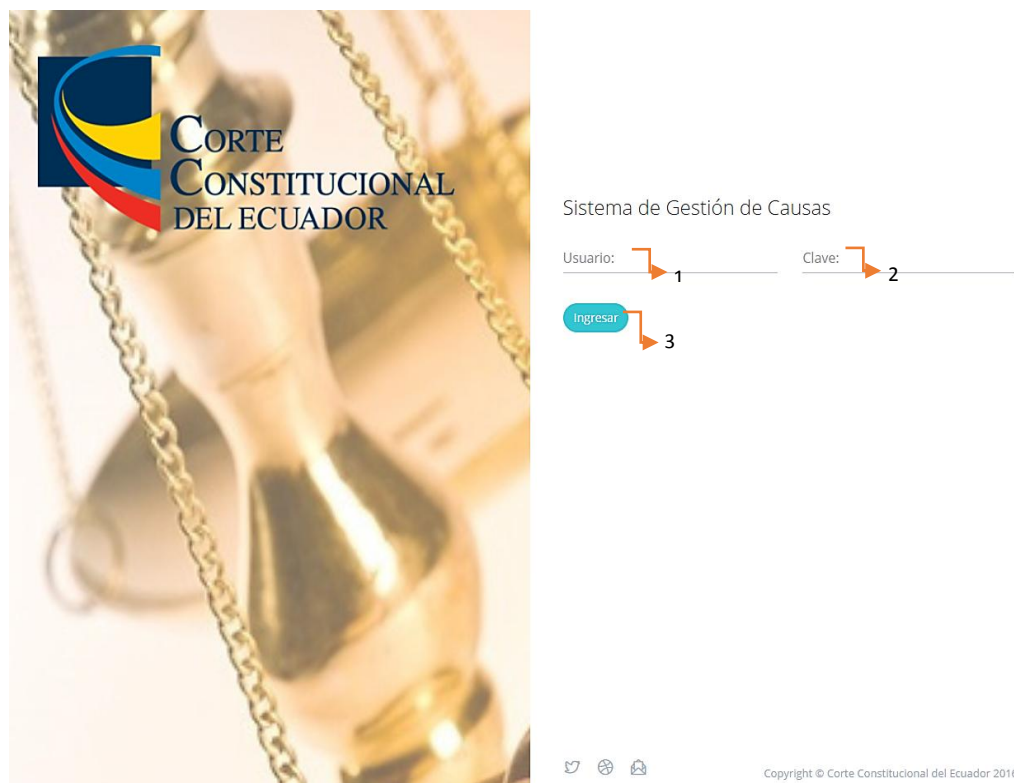 CORTE
CONSTITUCIONAL
DEL ECUADOR
Sistema de Gestión de Causas
Usuario:
1
Clave:
2
Ingresar
3
Copyright © Corte Constitucional del Ecuador